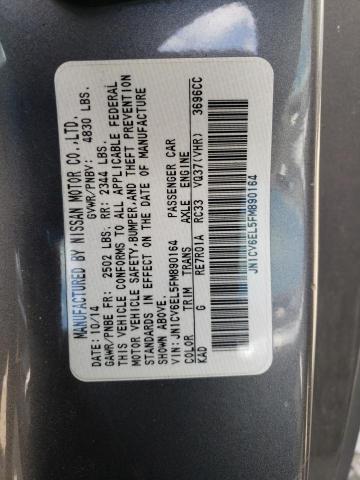 MANUFACTURED BY NISSAN MOTOR CO.,LTD.
DATE: 10/14 GVWR/PNBV: 4830 LBS.
GAWR/PNBE FR: 2502 LBS. RR: 2344 LBS.
THIS VEHICLE CONFORMS TO ALL APPLICABLE FEDERAL
MOTOR VEHICLE SAFETY,BUMPER,AND THEFT PREVENTION
STANDARDS IN EFFECT ON THE DATE OF MANUFACTURE
SHOWN ABOVE.
VIN: JN1CV6EL5FM890164 PASSENGER CAR
COLOR TRIM TRANS AXLE ENGINE
KAD G RE7R01A RC33 VQ37(VHR) 3696CC
JN1CV6EL5FM890164